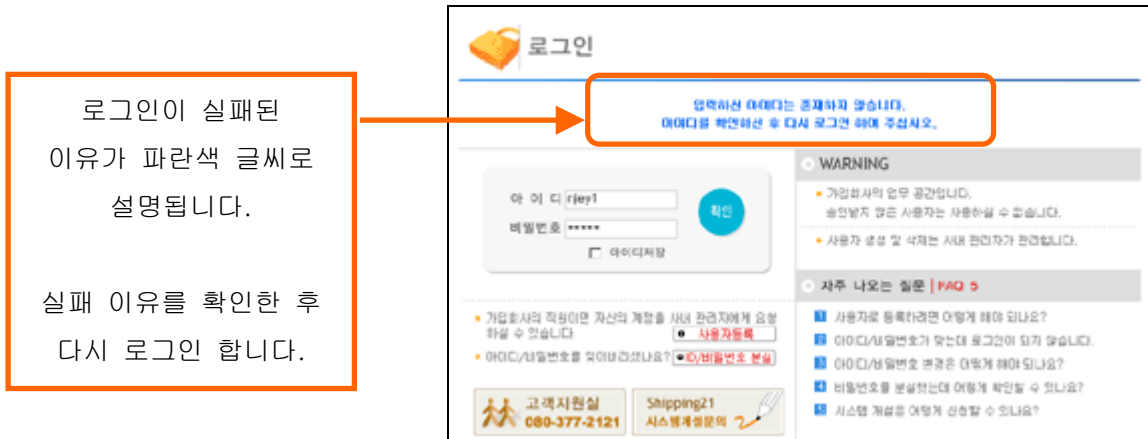 로그인이 실패된
이유가 파란색 글씨로
설명됩니다.
실패 이유를 확인한 후
다시 로그인 합니다.
로그인
입력하신 아이디는 존재하지 않습니다.
아이디를 확인하신 후 다시 로그인 하여 주십시오.
아 이 디 rjey1
비밀번호 *****
확인
아이디저장
가입회사의 직원이면 자신의 계정을 사내 관리자에게 요청
하실 수 있습니다.
사용자등록
아이디/비밀번호를 잊어버리셨나요?
ID/비밀번호 분실
고객지원실
080-377-2121
Shipping21
시스템개설문의
WARNING
가입회사의 업무 공간입니다.
승인받지 않은 사용자는 사용하실 수 없습니다.
사용자 생성 및 삭제는 사내 관리자가 관리합니다.
자주 나오는 질문 | FAQ 5
1 사용자로 등록하려면 어떻게 해야 되나요?
2 아이디/비밀번호가 맞는데 로그인이 되지 않습니다.
3 아이디/비밀번호 변경은 어떻게 해야 되나요?
4 비밀번호를 분실했는데 어떻게 확인할 수 있나요?
5 시스템 개설은 어떻게 신청할 수 있나요?